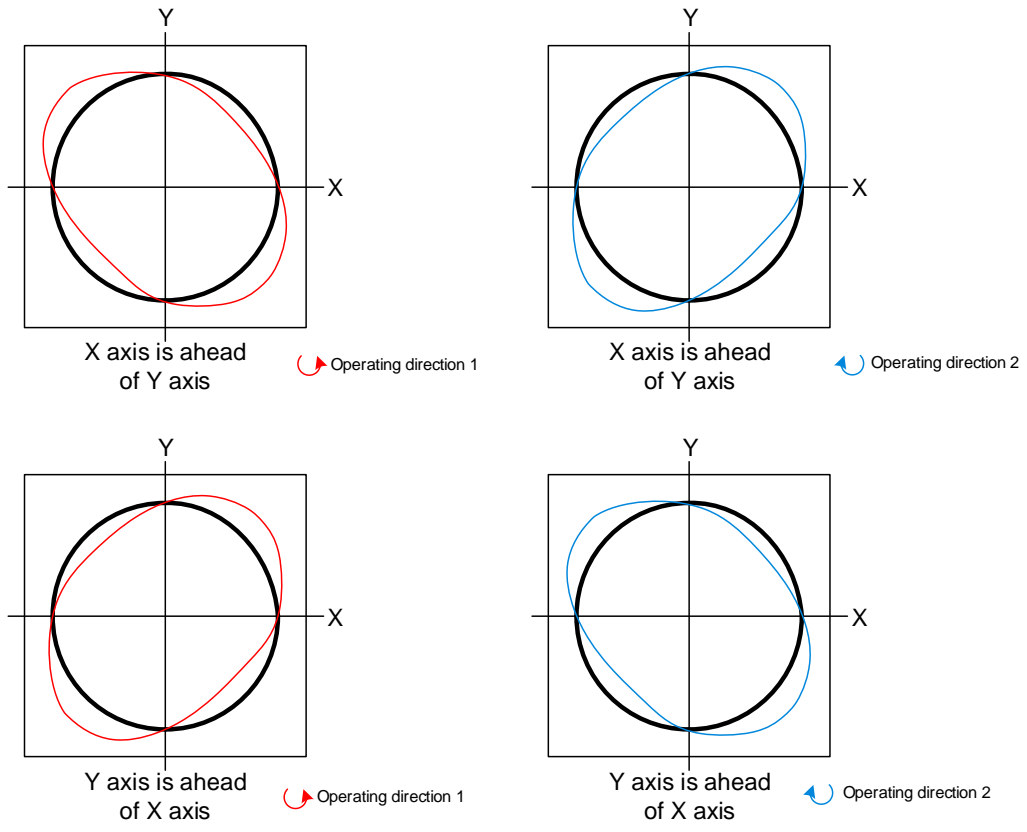 Y
X
X axis is ahead
of Y axis
Operating direction 1
Y
X
X axis is ahead
of Y axis
Operating direction 2
Y
X
Y axis is ahead
of X axis
Operating direction 1
Y
X
Y axis is ahead
of X axis
Operating direction 2